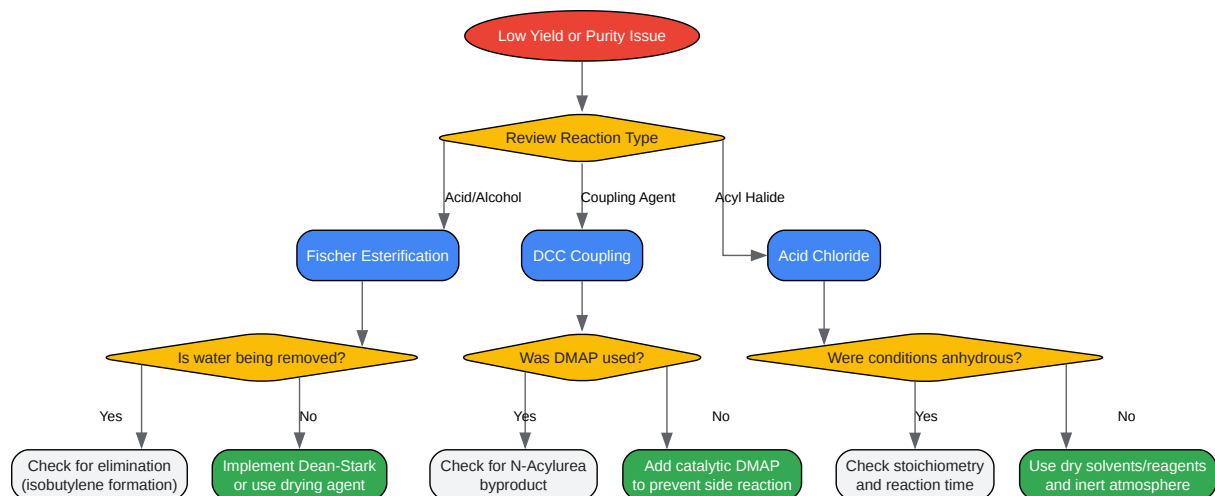 Low Yield or Purity Issue
Review Reaction Type
Acid/Alcohol
Coupling Agent
Acyl Halide
Fischer Esterification
DCC Coupling
Acid Chloride
Is water being removed?
Was DMAP used?
Were conditions anhydrous?
Yes
No
Yes
No
Yes
No
Check for elimination
(isobutylene formation)
Implement Dean-Stark
or use drying agent
Check for N-Acylurea
byproduct
Add catalytic DMAP
to prevent side reaction
Check stoichiometry
and reaction time
Use dry solvents/reagents
and inert atmosphere